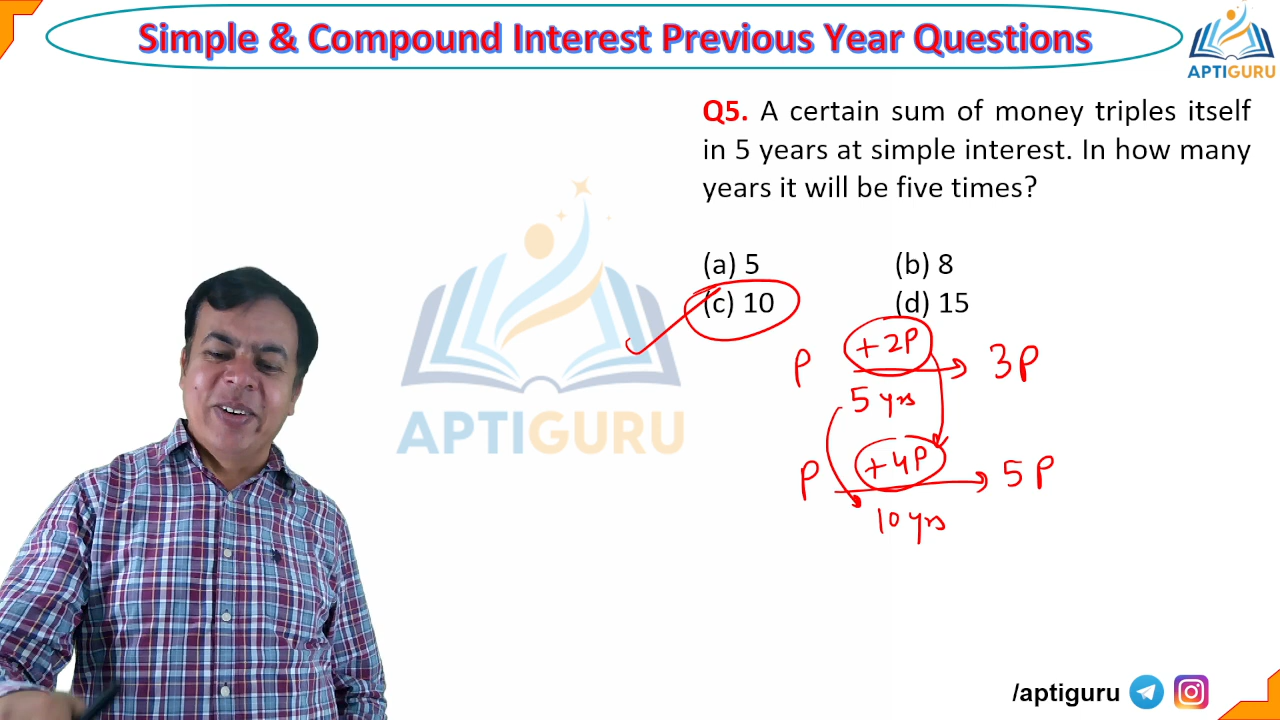 Simple & Compound Interest Previous Year Questions
APTIGURU
Q5. A certain sum of money triples itself
in 5 years at simple interest. In how many
years it will be five times?
(a) 5 (b) 8
(c) 10 (d) 15
P +2P 3P
5 yrs
P +4P 5P
10 yrs
APTIGURU
/aptiguru